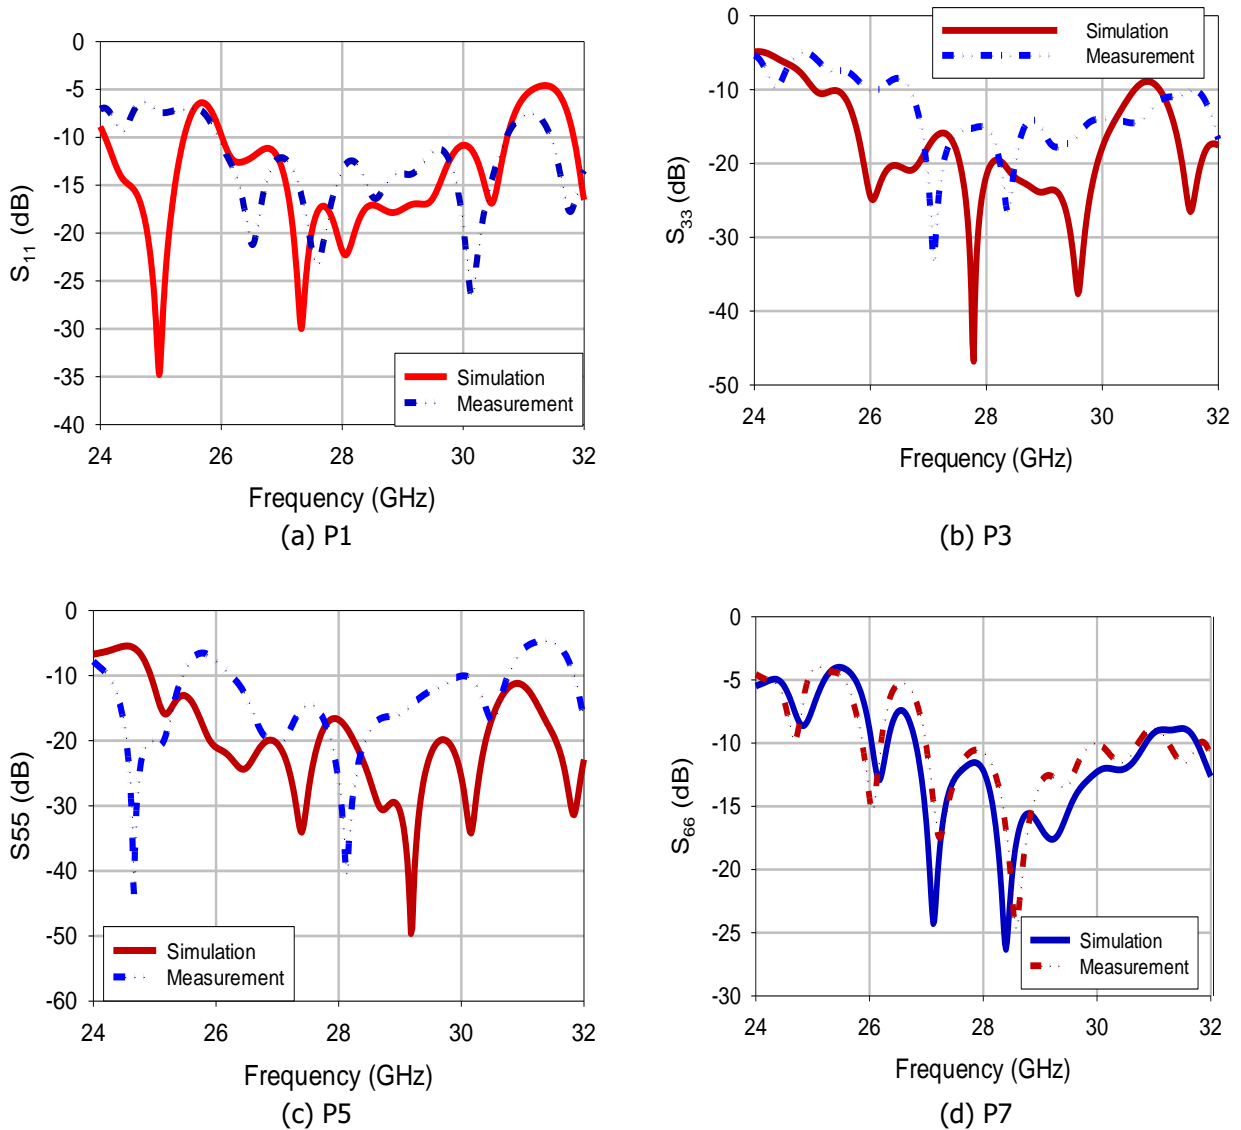 0
-5
-10
-15
-20
-25
-30
-35
-40
S11 (dB)
Simulation
Measurement
24 26 28 30 32
Frequency (GHz)
(a) P1
0
-10
-20
-30
-40
-50
S33 (dB)
Simulation
Measurement
24 26 28 30 32
Frequency (GHz)
(b) P3
0
-10
-20
-30
-40
-50
-60
S55 (dB)
Simulation
Measurement
24 26 28 30 32
Frequency (GHz)
(c) P5
0
-5
-10
-15
-20
-25
-30
S66 (dB)
Simulation
Measurement
24 26 28 30 32
Frequency (GHz)
(d) P7